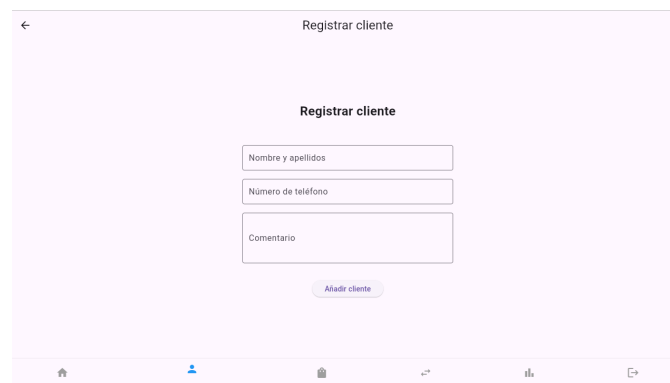 Registrar cliente
Registrar cliente
Nombre y apellidos
Número de teléfono
Comentario
Añadir cliente